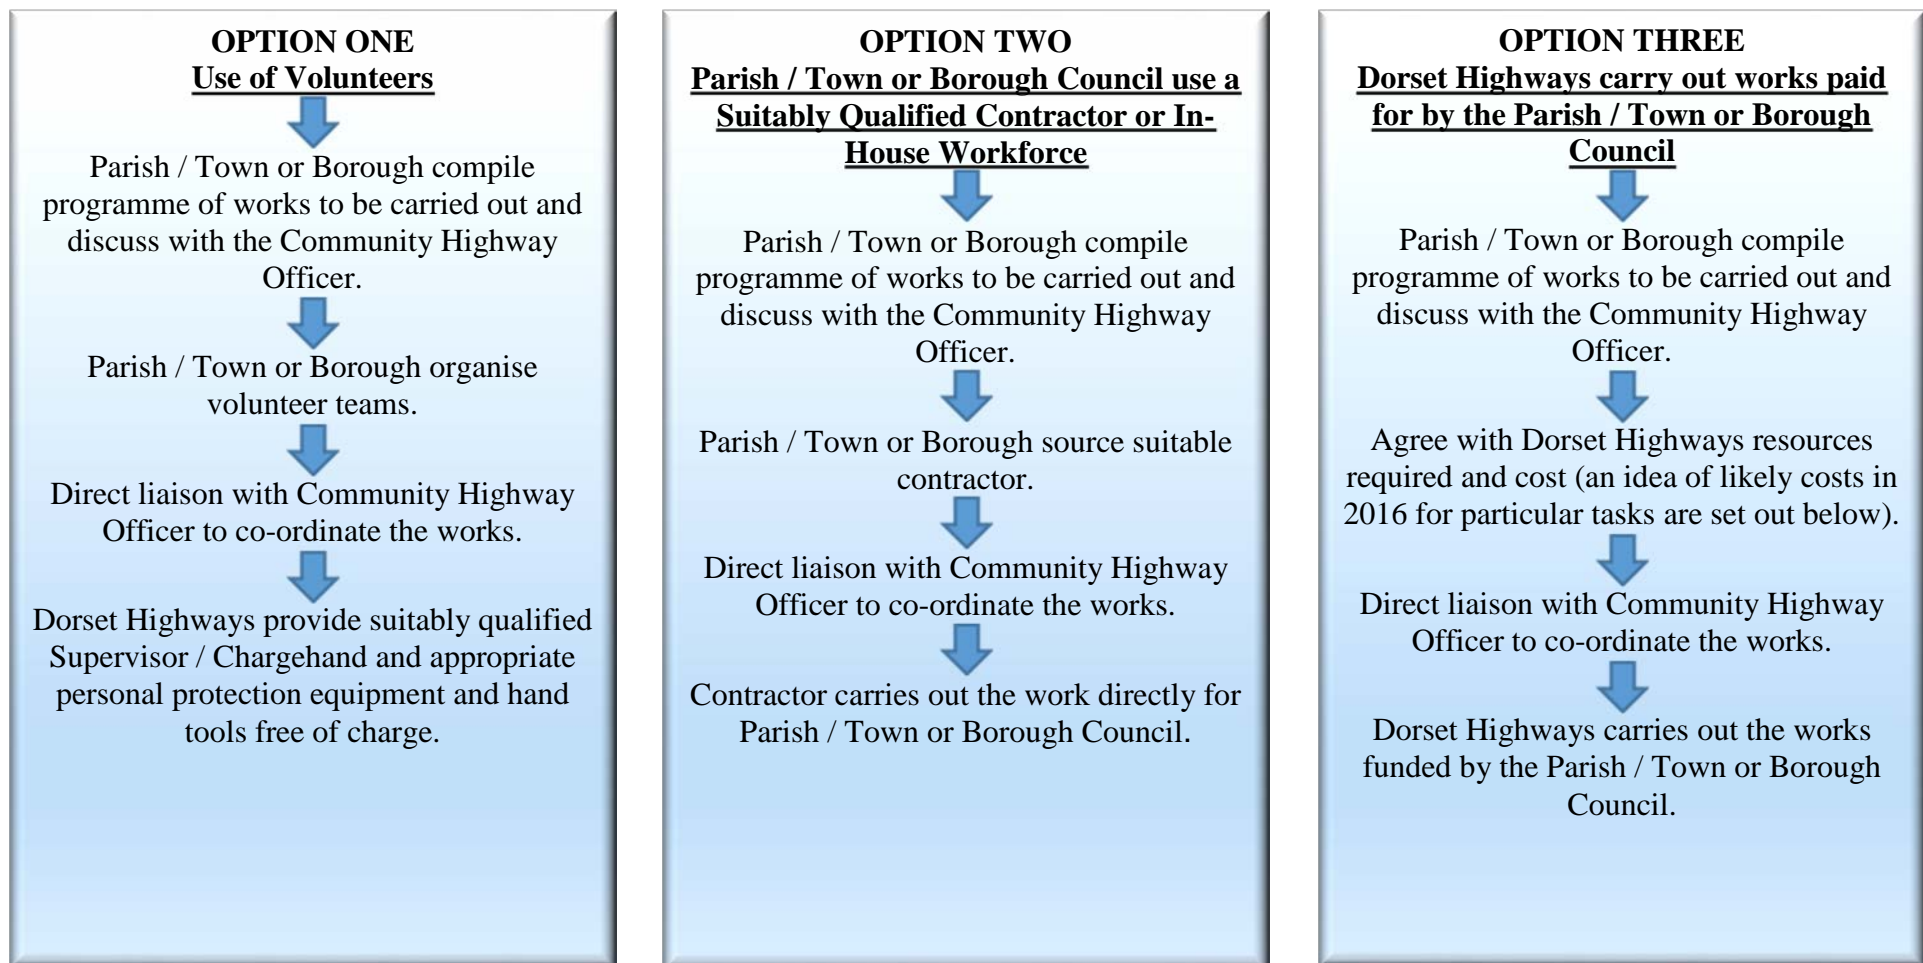 OPTION ONE
Use of Volunteers
Parish / Town or Borough compile
programme of works to be carried out and
discuss with the Community Highway
Officer.
Parish / Town or Borough organise
volunteer teams.
Direct liaison with Community Highway
Officer to co-ordinate the works.
Dorset Highways provide suitably qualified
Supervisor / Chargehand and appropriate
personal protection equipment and hand
tools free of charge.
OPTION TWO
Parish / Town or Borough Council use a
Suitably Qualified Contractor or In-
House Workforce
Parish / Town or Borough compile
programme of works to be carried out and
discuss with the Community Highway
Officer.
Parish / Town or Borough source suitable
contractor.
Direct liaison with Community Highway
Officer to co-ordinate the works.
Contractor carries out the work directly for
Parish / Town or Borough Council.
OPTION THREE
Dorset Highways carry out works paid
for by the Parish / Town or Borough
Council
Parish / Town or Borough compile
programme of works to be carried out and
discuss with the Community Highway
Officer.
Agree with Dorset Highways resources
required and cost (an idea of likely costs in
2016 for particular tasks are set out below).
Direct liaison with Community Highway
Officer to co-ordinate the works.
Dorset Highways carries out the works
funded by the Parish / Town or Borough
Council.